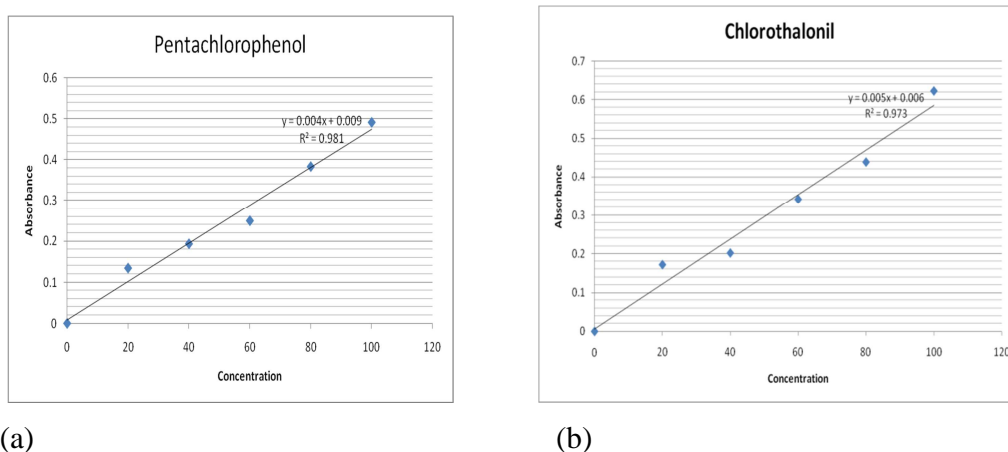 Pentachlorophenol
0.6
0.5
0.4
0.3
0.2
0.1
0
Absorbance
y = 0.004x + 0.009
R² = 0.981
0 20 40 60 80 100 120
Concentration
(a)
Chlorothalonil
0.7
0.6
0.5
0.4
0.3
0.2
0.1
0
Absorbance
y = 0.005x + 0.006
R² = 0.973
0 20 40 60 80 100 120
Concentration
(b)